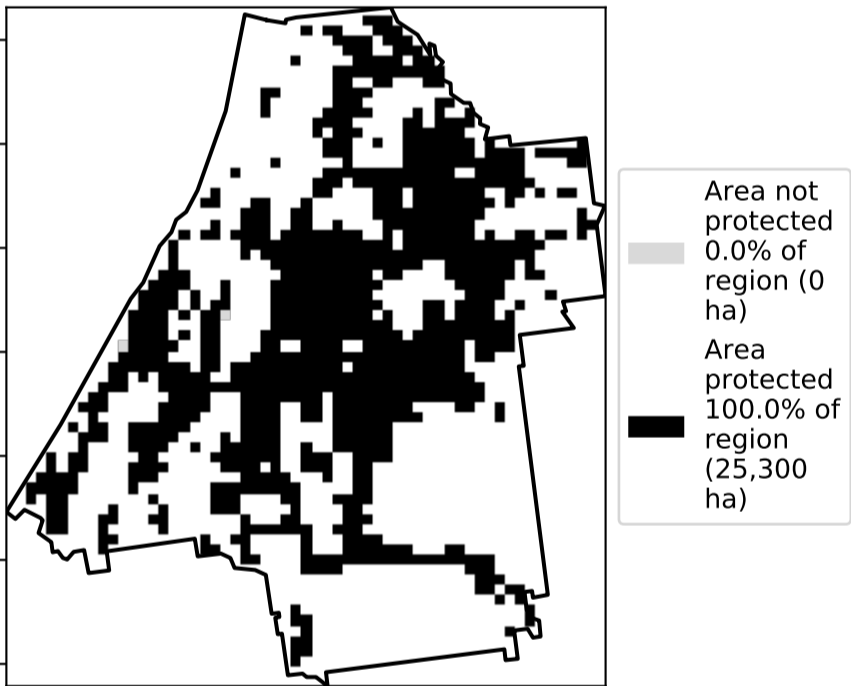 Area not
protected
0.0% of
region (0
ha)
Area
protected
100.0% of
region
(25,300
ha)